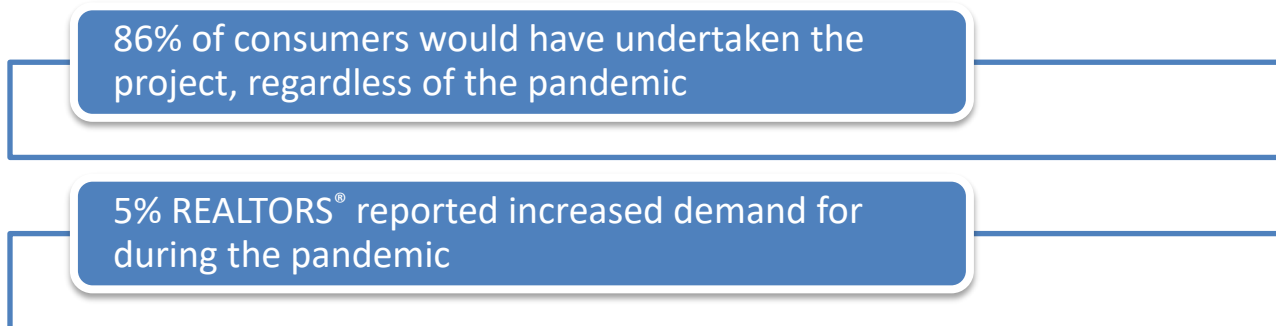 86% of consumers would have undertaken the
project, regardless of the pandemic
5% REALTORS® reported increased demand for
during the pandemic